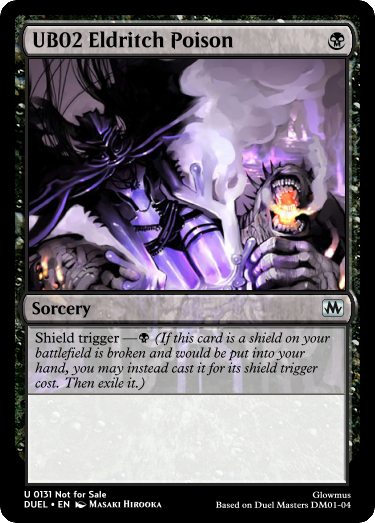 UB02 Eldritch Poison
Sorcery
Shield trigger — (If this card is a shield on your
battlefield is broken and would be put into your
hand, you may instead cast it for its shield trigger
cost. Then exile it.)
U 0131 Not for Sale
Glowmus
DUEL • EN Masaki Hirooka
Based on Duel Masters DM01-04